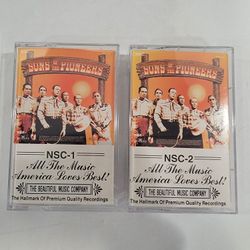 SONS OF THE PIONEERS
NSC-1
All The Music
America Loves Best!
THE BEAUTIFUL MUSIC COMPANY
The Hallmark Of Premium Quality Recordings
SONS OF THE PIONEERS
NSC-2
All The Music
America Loves Best!
THE BEAUTIFUL MUSIC COMPANY
The Hallmark Of Premium Quality Recordings